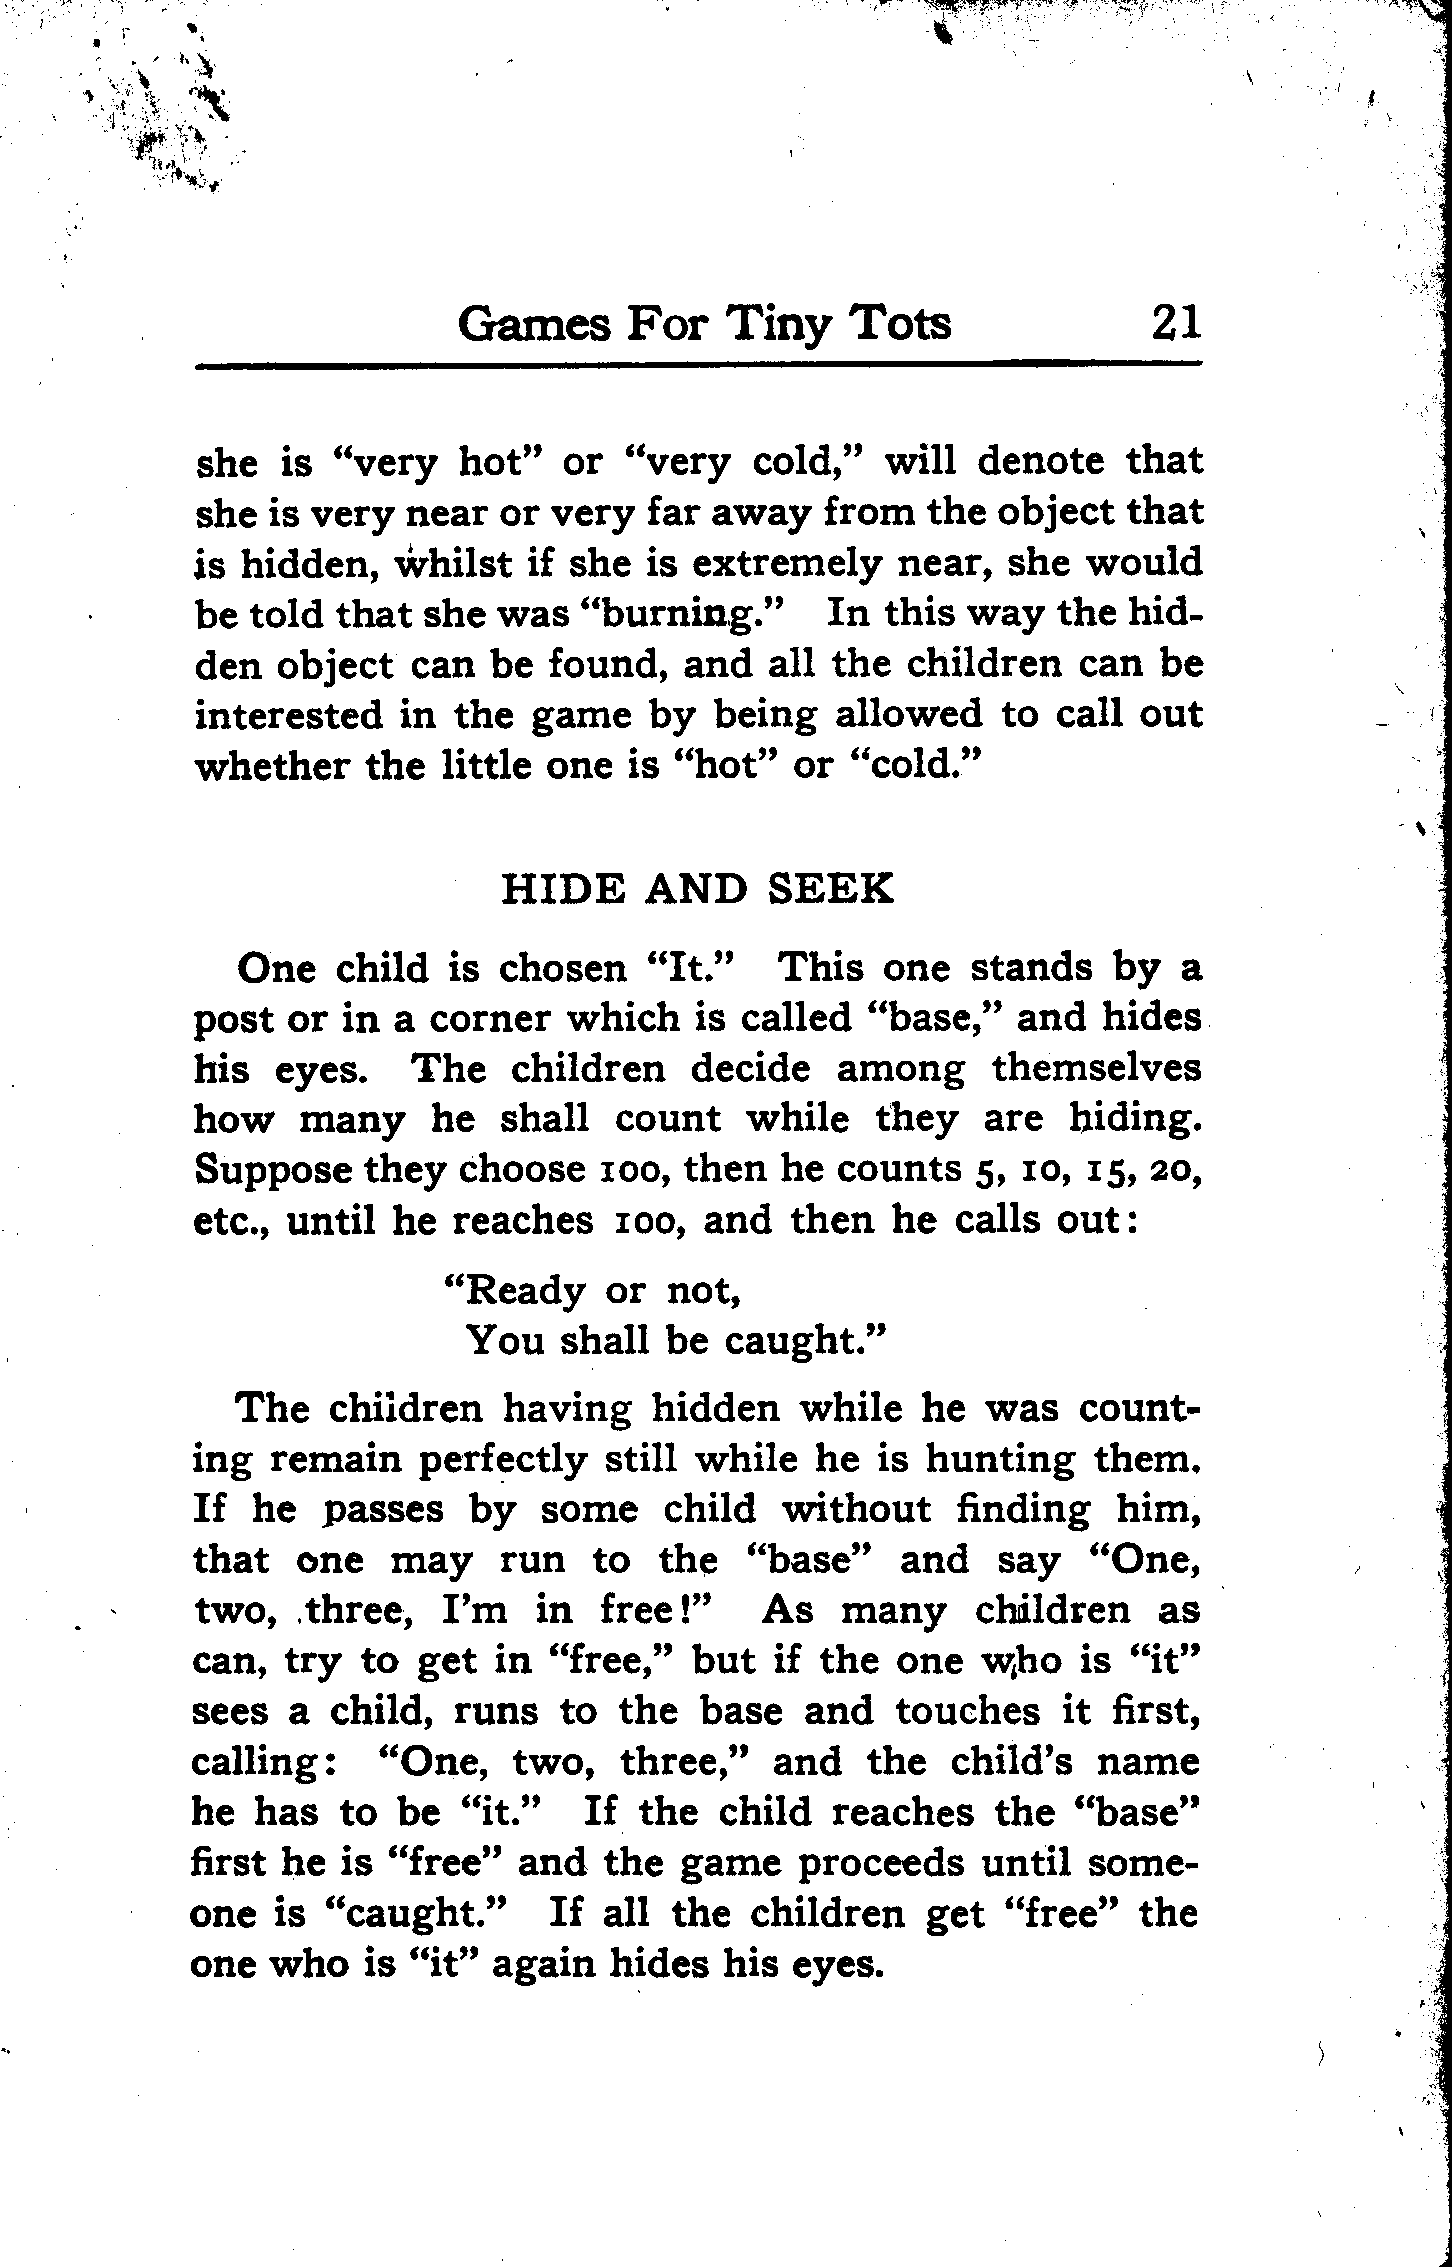 Games For Tiny Tots 21
she is “very hot” or “very cold,” will denote that
she is very near or very far away from the object that
is hidden, whilst if she is extremely near, she would
be told that she was “burning.” In this way the hid-
den object can be found, and all the children can be
interested in the game by being allowed to call out
whether the little one is “hot” or “cold.”
HIDE AND SEEK
One child is chosen “It.” This one stands by a
post or in a corner which is called “base,” and hides
his eyes. The children decide among themselves
how many he shall count while they are hiding.
Suppose they choose 100, then he counts 5, 10, 15, 20,
etc., until he reaches 100, and then he calls out:
“Ready or not,
You shall be caught.”
The children having hidden while he was count-
ing remain perfectly still while he is hunting them.
If he passes by some child without finding him,
that one may run to the “base” and say “One,
two, three, I’m in free!” As many children as
can, try to get in “free,” but if the one who is “it”
sees a child, runs to the base and touches it first,
calling: “One, two, three,” and the child’s name
he has to be “it.” If the child reaches the “base”
first he is “free” and the game proceeds until some-
one is “caught.” If all the children get “free” the
one who is “it” again hides his eyes.